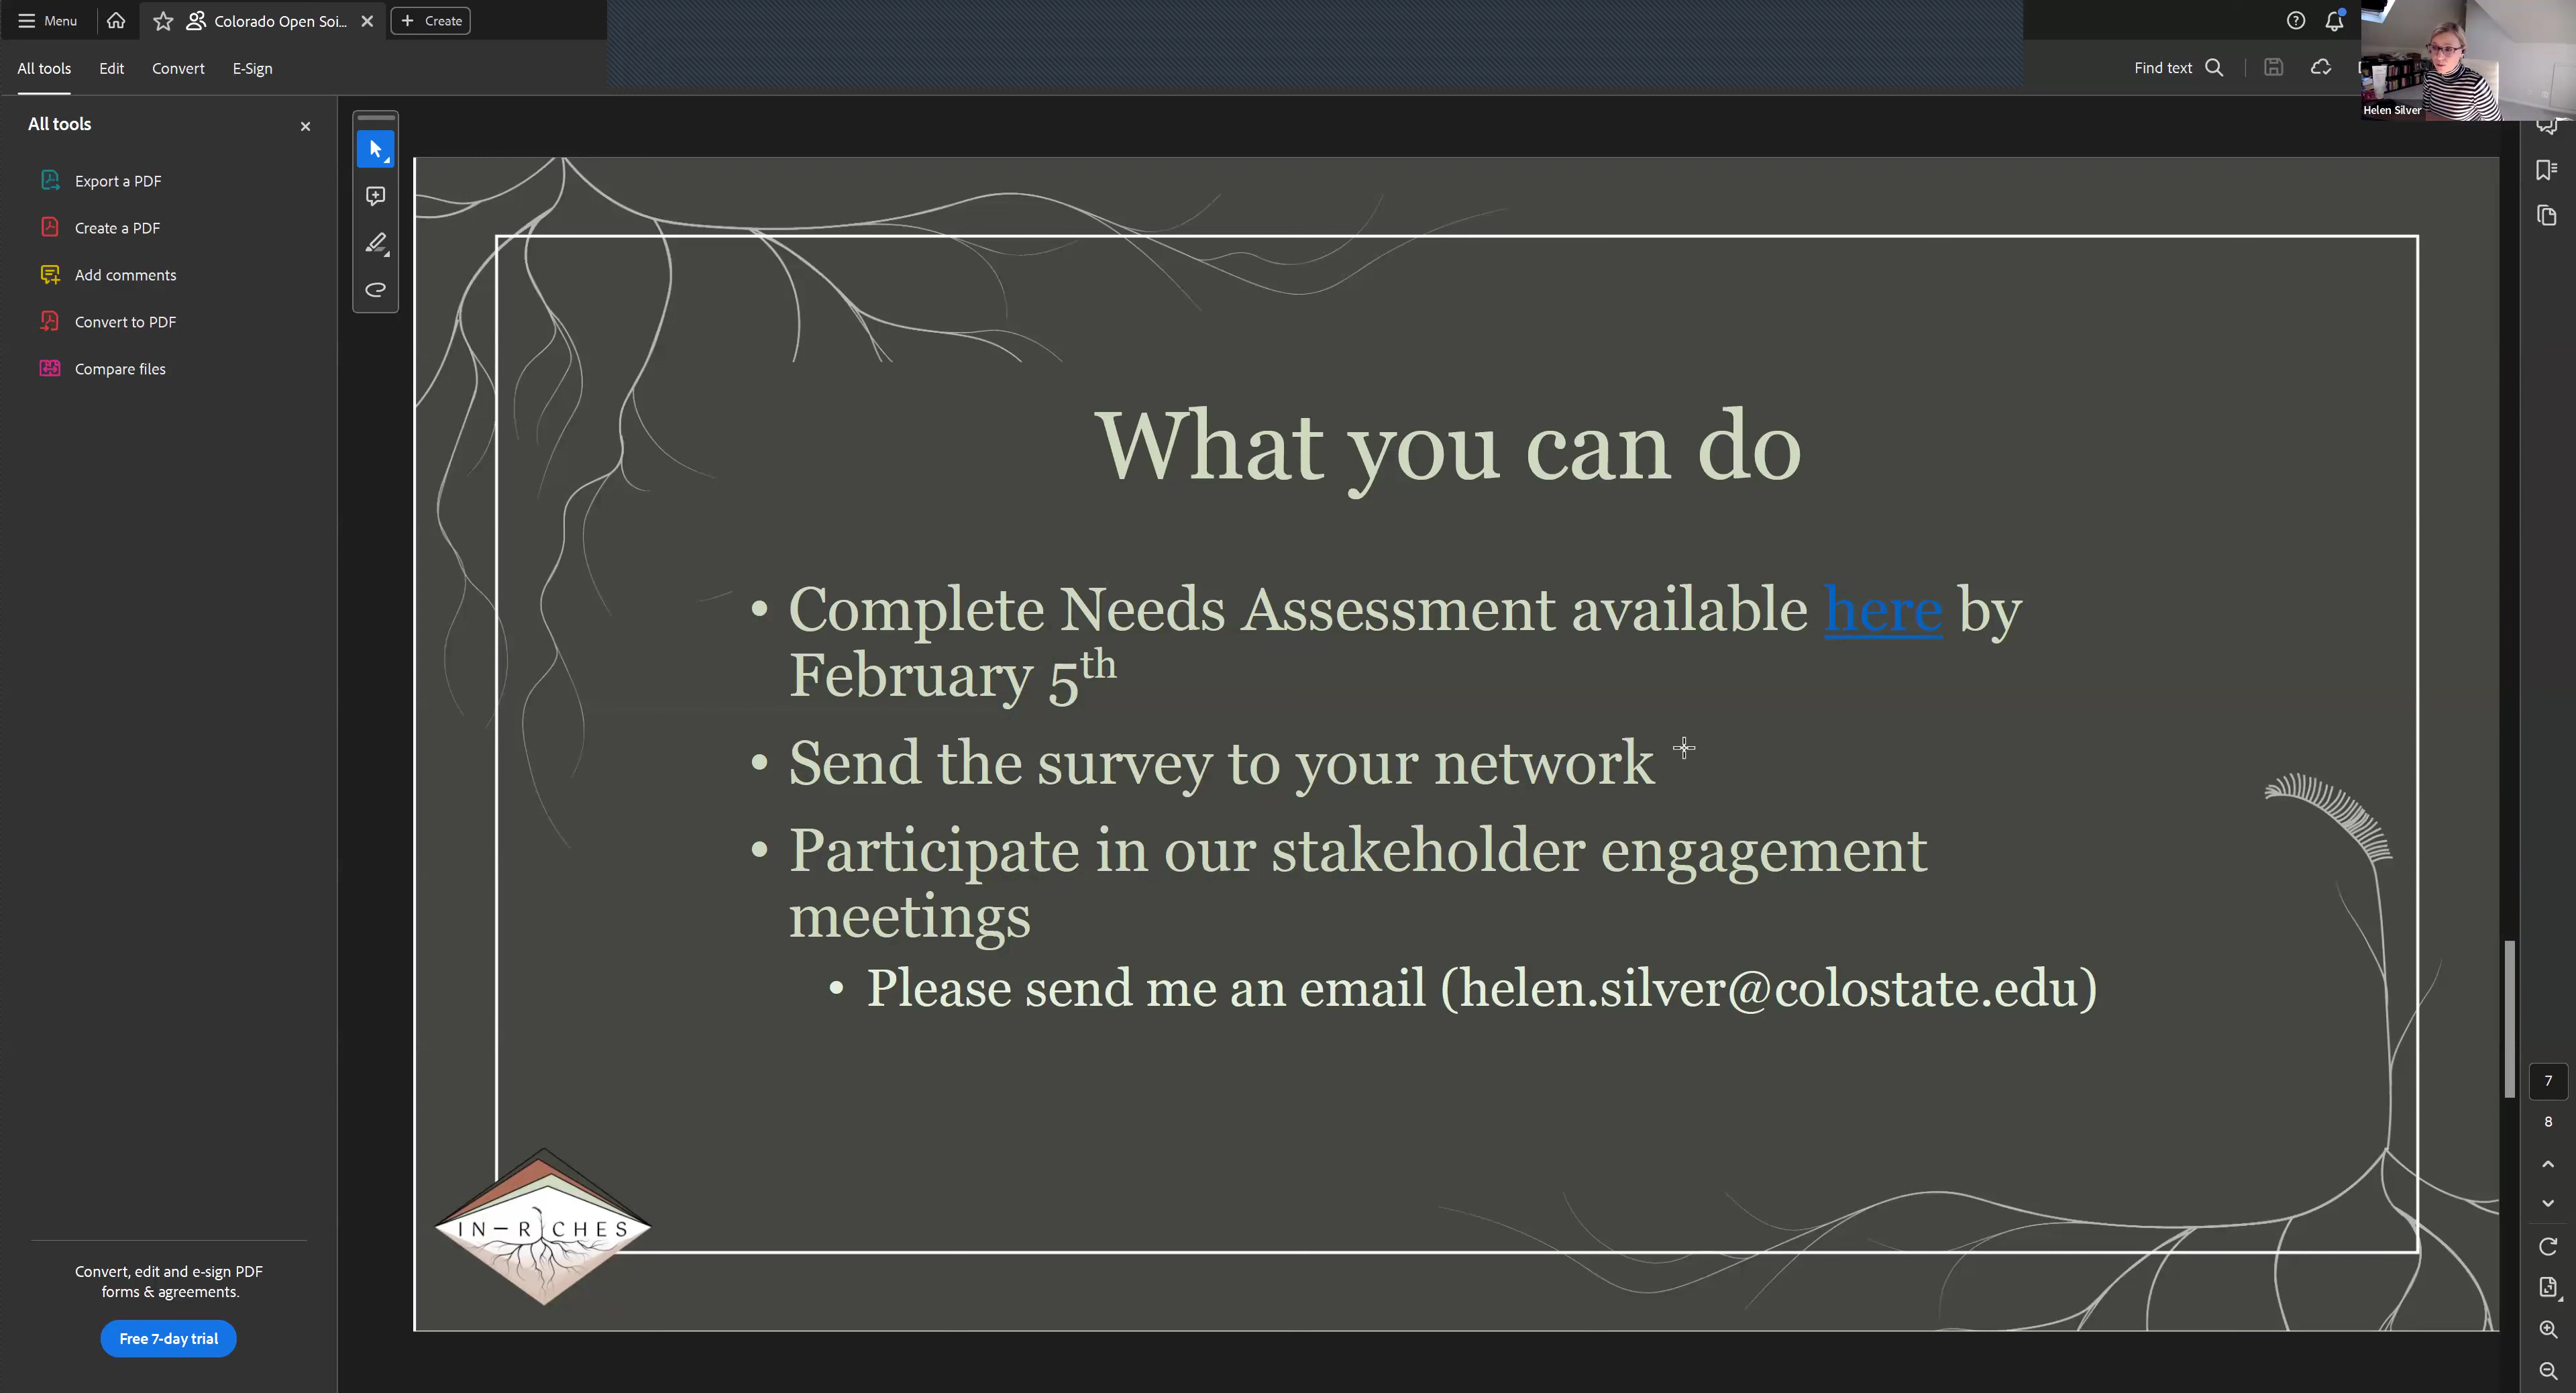 Menu
Colorado Open Soi...
Create
All tools
Edit
Convert
E-Sign
Find text
Helen Silver
All tools
Export a PDF
Create a PDF
Add comments
Convert to PDF
Compare files
What you can do
• Complete Needs Assessment available here by
February 5th
• Send the survey to your network
• Participate in our stakeholder engagement
meetings
• Please send me an email (helen.silver@colostate.edu)
IN-RICHES
7
8
Convert, edit and e-sign PDF
forms & agreements.
Free 7-day trial